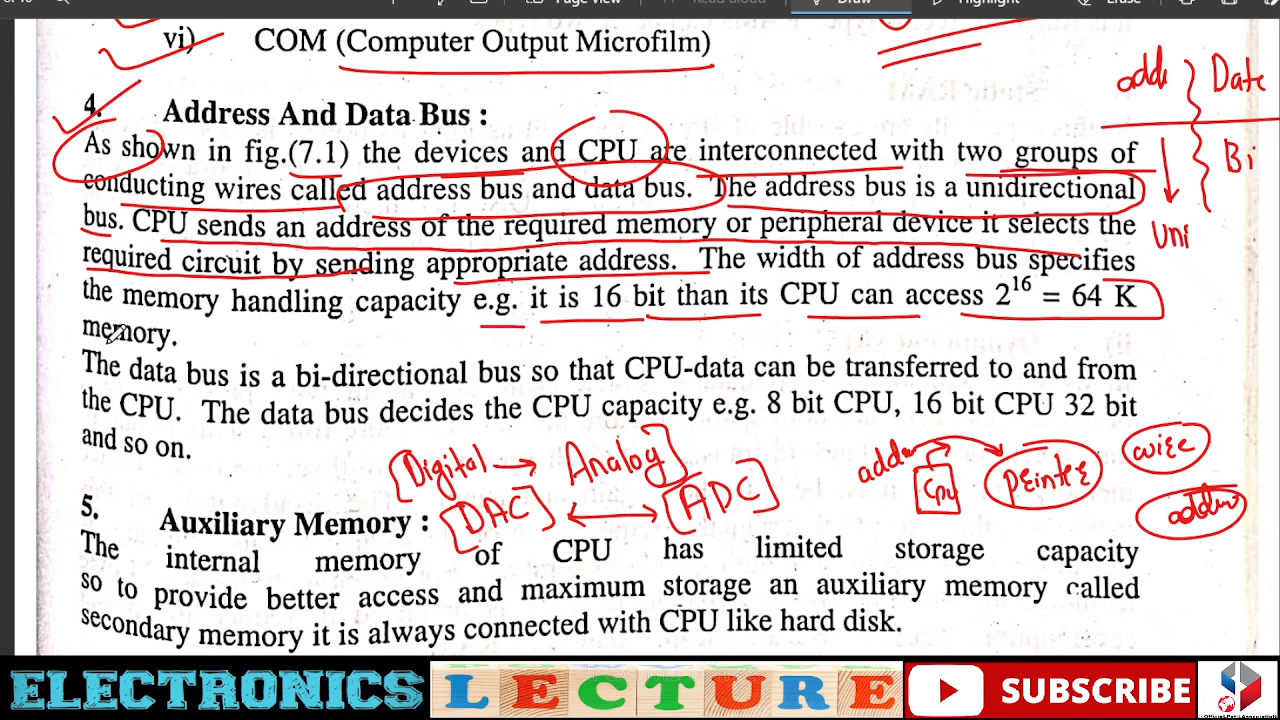 Page view
Read aloud
Draw
Highlight
Erase
vi) COM (Computer Output Microfilm)
4. Address And Data Bus :
As shown in fig.(7.1) the devices and CPU are interconnected with two groups of
conducting wires called address bus and data bus. The address bus is a unidirectional
bus. CPU sends an address of the required memory or peripheral device it selects the
required circuit by sending appropriate address. The width of address bus specifies
the memory handling capacity e.g. it is 16 bit than its CPU can access 2^16 = 64 K
memory.
The data bus is a bi-directional bus so that CPU-data can be transferred to and from
the CPU. The data bus decides the CPU capacity e.g. 8 bit CPU, 16 bit CPU 32 bit
and so on.
5. Auxiliary Memory :
The internal memory of CPU has limited storage capacity
so to provide better access and maximum storage an auxiliary memory called
secondary memory it is always connected with CPU like hard disk.
Date
Bi
Uni
Digital → Analog
DAC ↔ ADC
Cpu
wire
ELECTRONICS LECTURE
SUBSCRIBE